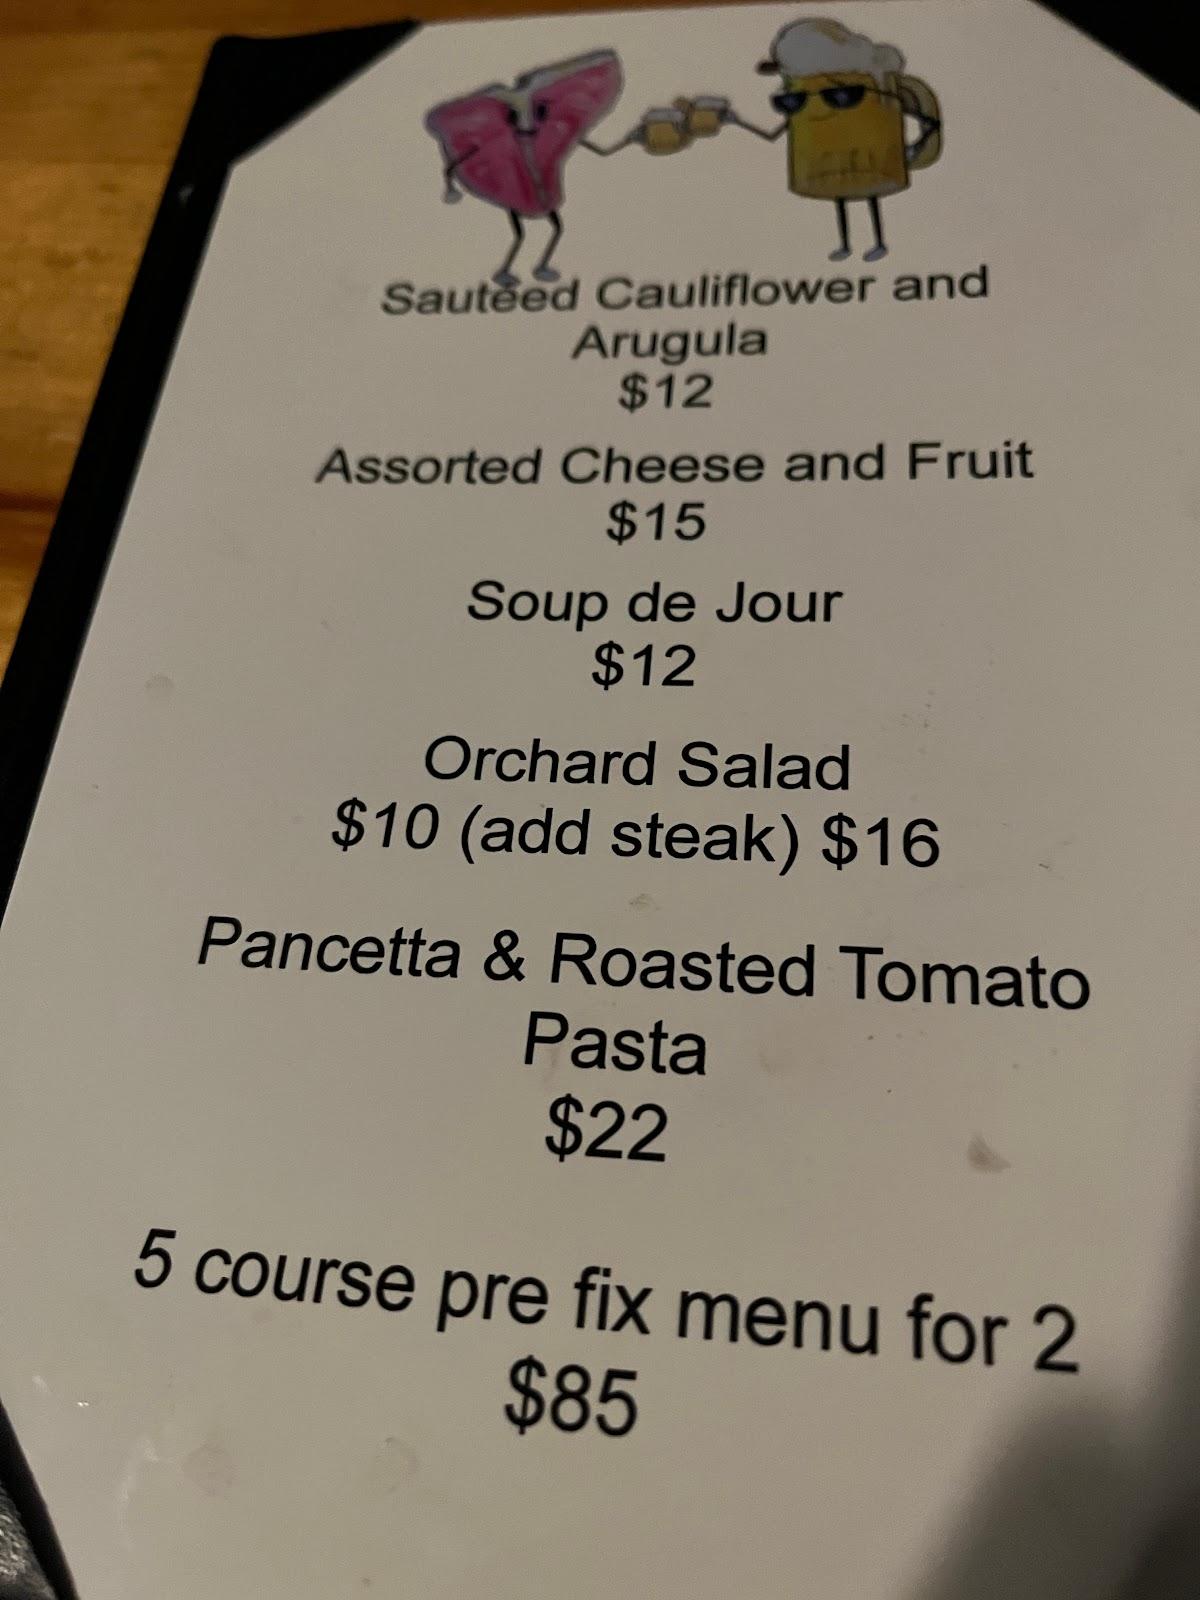 Sautéed Cauliflower and
Arugula
$12
Assorted Cheese and Fruit
$15
Soup de Jour
$12
Orchard Salad
$10 (add steak) $16
Pancetta & Roasted Tomato
Pasta
$22
5 course pre fix menu for 2
$85